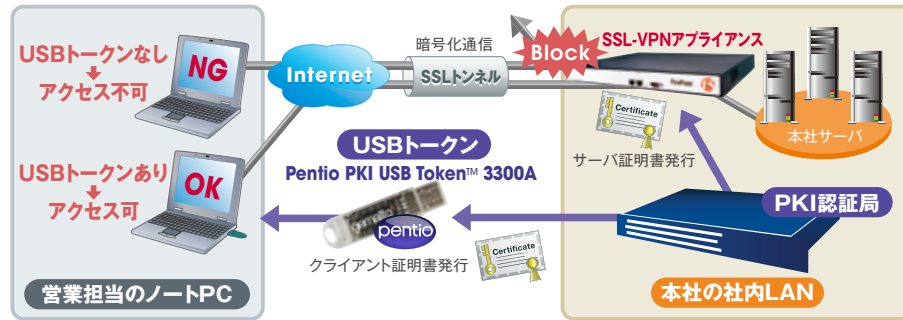 USBトークンなし
アクセス不可
NG
USBトークンあり
アクセス可
OK
営業担当のノートPC
Internet
暗号化通信
SSLトンネル
Block
SSL-VPNアプライアンス
本社サーバ
Certificate
サーバ証明書発行
USBトークン
Pentio PKI USB Token™ 3300A
pentio
クライアント証明書発行
Certificate
PKI認証局
本社の社内LAN